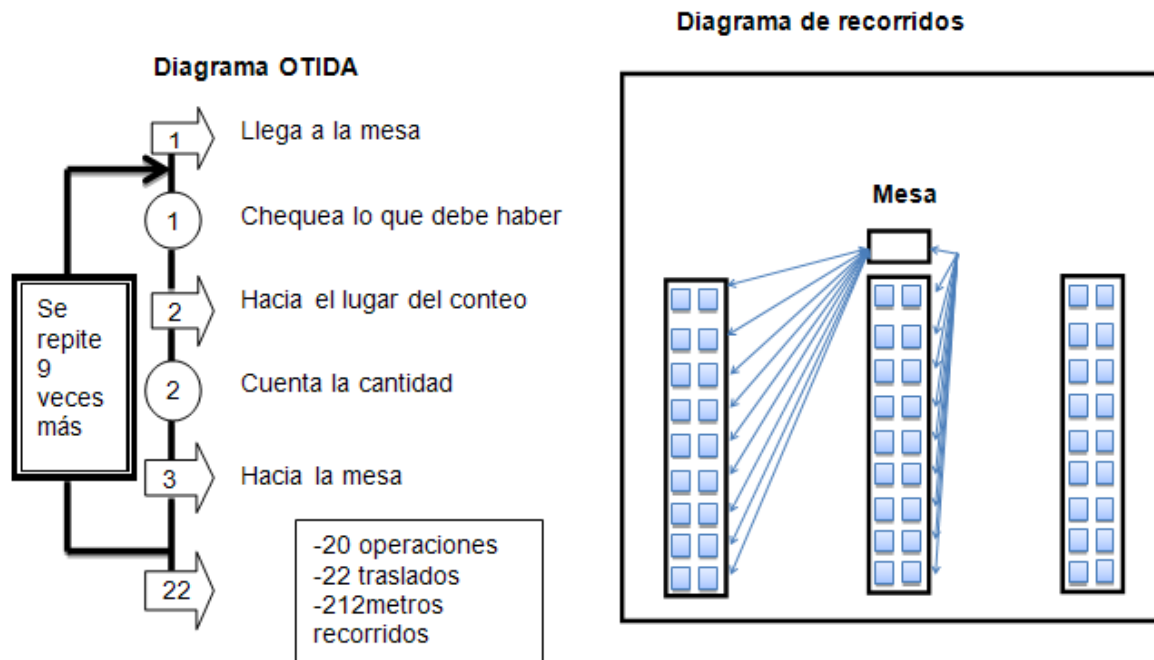 Diagrama de recorridos
Diagrama OTIDA
1
Llega a la mesa
1
Chequea lo que debe haber
2
Hacia el lugar del conteo
2
Cuenta la cantidad
3
Hacia la mesa
22
Se
repite
9
veces
más
-20 operaciones
-22 traslados
-212metros
recorridos
Mesa